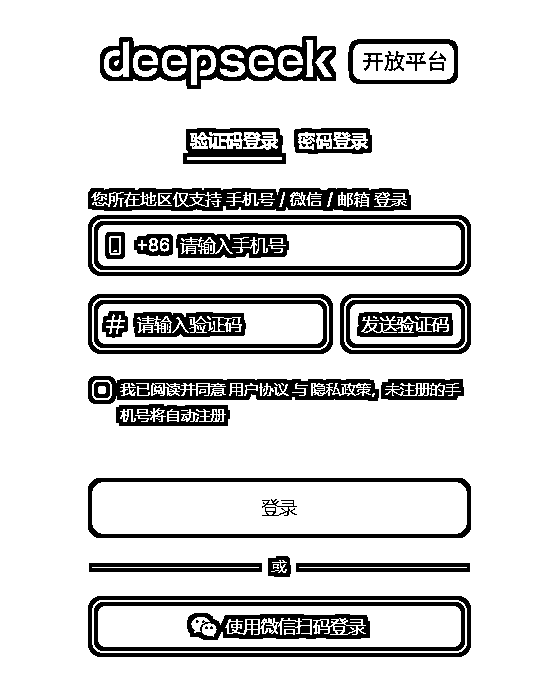 deepseek 开放平台
验证码登录 密码登录
您所在地区仅支持 手机号 / 微信 / 邮箱 登录
+86 请输入手机号
# 请输入验证码 发送验证码
我已阅读并同意 用户协议 与 隐私政策，未注册的手
机号将自动注册
登录
或
使用微信扫码登录